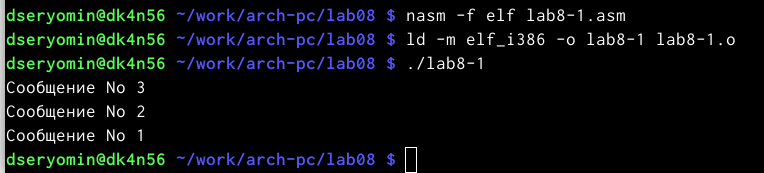 dseryomin@dk4n56 ~/work/arch-pc/lab08 $ nasm -f elf lab8-1.asm
dseryomin@dk4n56 ~/work/arch-pc/lab08 $ ld -m elf_i386 -o lab8-1 lab8-1.o
dseryomin@dk4n56 ~/work/arch-pc/lab08 $ ./lab8-1
Сообщение No 3
Сообщение No 2
Сообщение No 1
dseryomin@dk4n56 ~/work/arch-pc/lab08 $